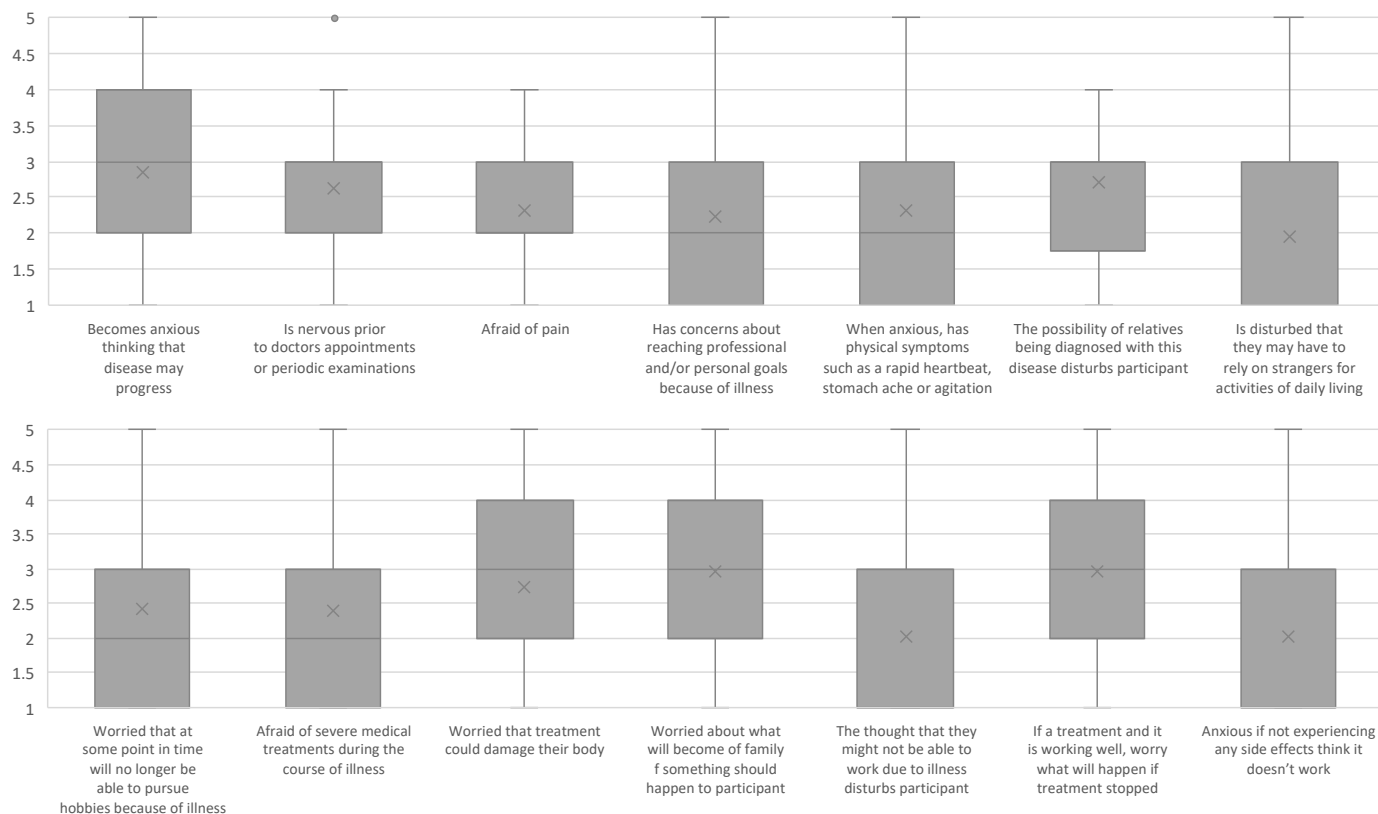 5
4.5
4
3.5
3
2.5
2
1.5
1
Becomes anxious
thinking that
disease may
progress
Is nervous prior
to doctors appointments
or periodic examinations
Afraid of pain
Has concerns about
reaching professional
and/or personal goals
because of illness
When anxious, has
physical symptoms
such as a rapid heartbeat,
stomach ache or agitation
The possibility of relatives
being diagnosed with this
disease disturbs participant
Is disturbed that
they may have to
rely on strangers for
activities of daily living
5
4.5
4
3.5
3
2.5
2
1.5
1
Worried that at
some point in time
will no longer be
able to pursue
hobbies because of illness
Afraid of severe medical
treatments during the
course of illness
Worried that treatment
could damage their body
Worried about what
will become of family
f something should
happen to participant
The thought that they
might not be able to
work due to illness
disturbs participant
If a treatment and it
is working well, worry
what will happen if
treatment stopped
Anxious if not experiencing
any side effects think it
doesn’t work